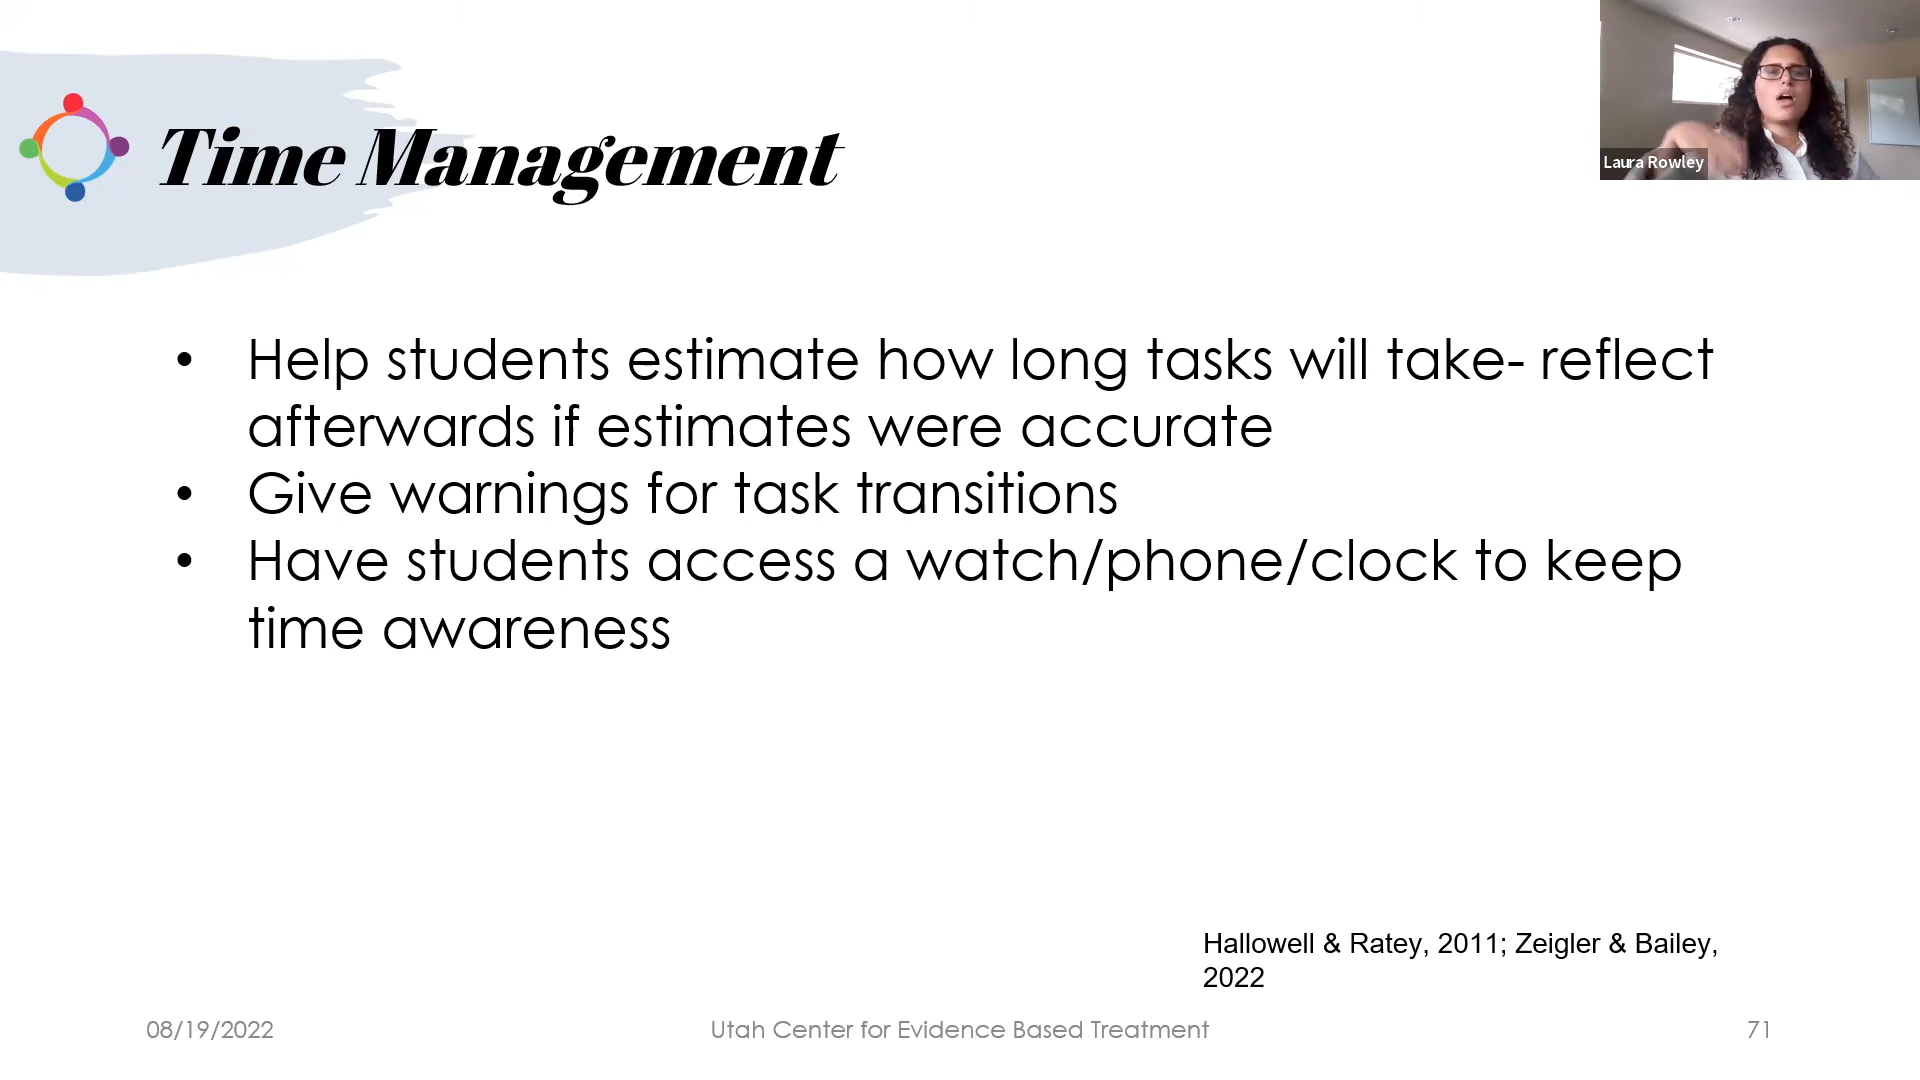 Time Management
Laura Rowley
• Help students estimate how long tasks will take- reflect
afterwards if estimates were accurate
• Give warnings for task transitions
• Have students access a watch/phone/clock to keep
time awareness
Hallowell & Ratey, 2011; Zeigler & Bailey,
2022
08/19/2022
Utah Center for Evidence Based Treatment
71